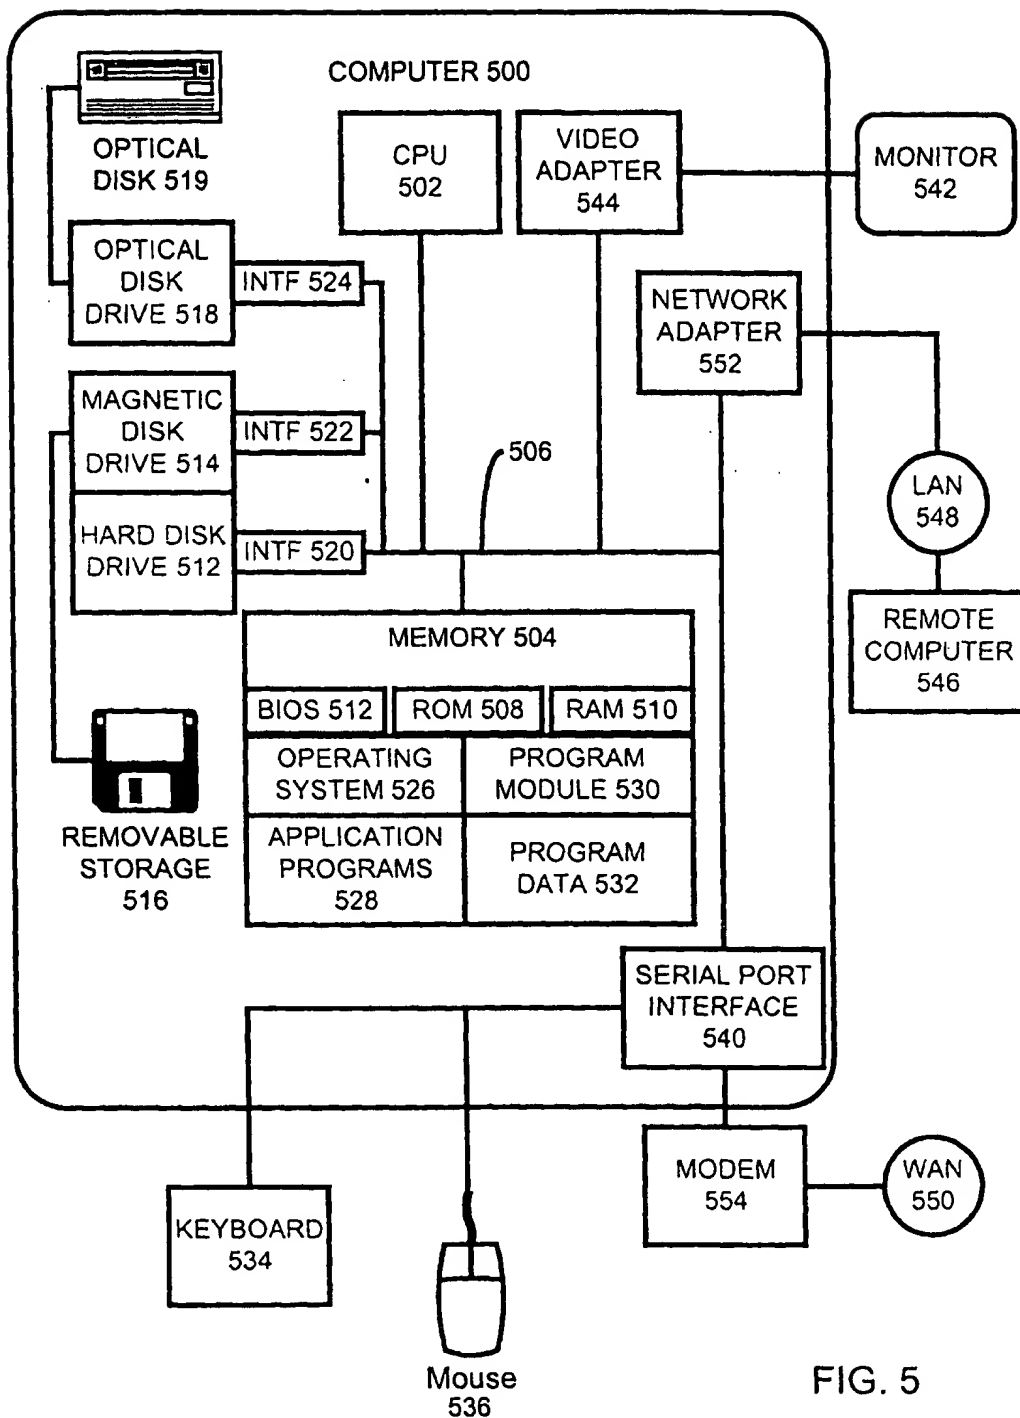 COMPUTER 500
OPTICAL
DISK 519
CPU
502
VIDEO
ADAPTER
544
MONITOR
542
OPTICAL
DISK
DRIVE 518
INTF 524
NETWORK
ADAPTER
552
MAGNETIC
DISK
DRIVE 514
INTF 522
506
LAN
548
HARD DISK
DRIVE 512
INTF 520
REMOTE
COMPUTER
546
MEMORY 504
BIOS 512
ROM 508
RAM 510
OPERATING
SYSTEM 526
PROGRAM
MODULE 530
REMOVABLE
STORAGE
516
APPLICATION
PROGRAMS
528
PROGRAM
DATA 532
SERIAL PORT
INTERFACE
540
MODEM
554
WAN
550
KEYBOARD
534
Mouse
536
FIG. 5